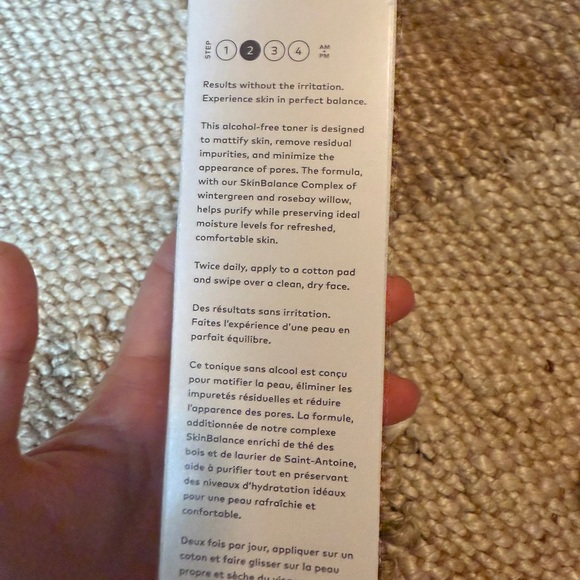 STEP 1 2 3 4 AM + PM
Results without the irritation.
Experience skin in perfect balance.
This alcohol-free toner is designed
to mattify skin, remove residual
impurities, and minimize the
appearance of pores. The formula,
with our SkinBalance Complex of
wintergreen and rosebay willow,
helps purify while preserving ideal
moisture levels for refreshed,
comfortable skin.
Twice daily, apply to a cotton pad
and swipe over a clean, dry face.
Des résultats sans irritation.
Faites l'expérience d'une peau en
parfait équilibre.
Ce tonique sans alcool est conçu
pour matifier la peau, éliminer les
impuretés résiduelles et réduire
l'apparence des pores. La formule,
additionnée de notre complexe
SkinBalance enrichi de thé des
bois et de laurier de Saint-Antoine,
aide à purifier tout en préservant
des niveaux d'hydratation idéaux
pour une peau rafraîchie et
confortable.
Deux fois par jour, appliquer sur un
coton et faire glisser sur la peau
propre et sèche du